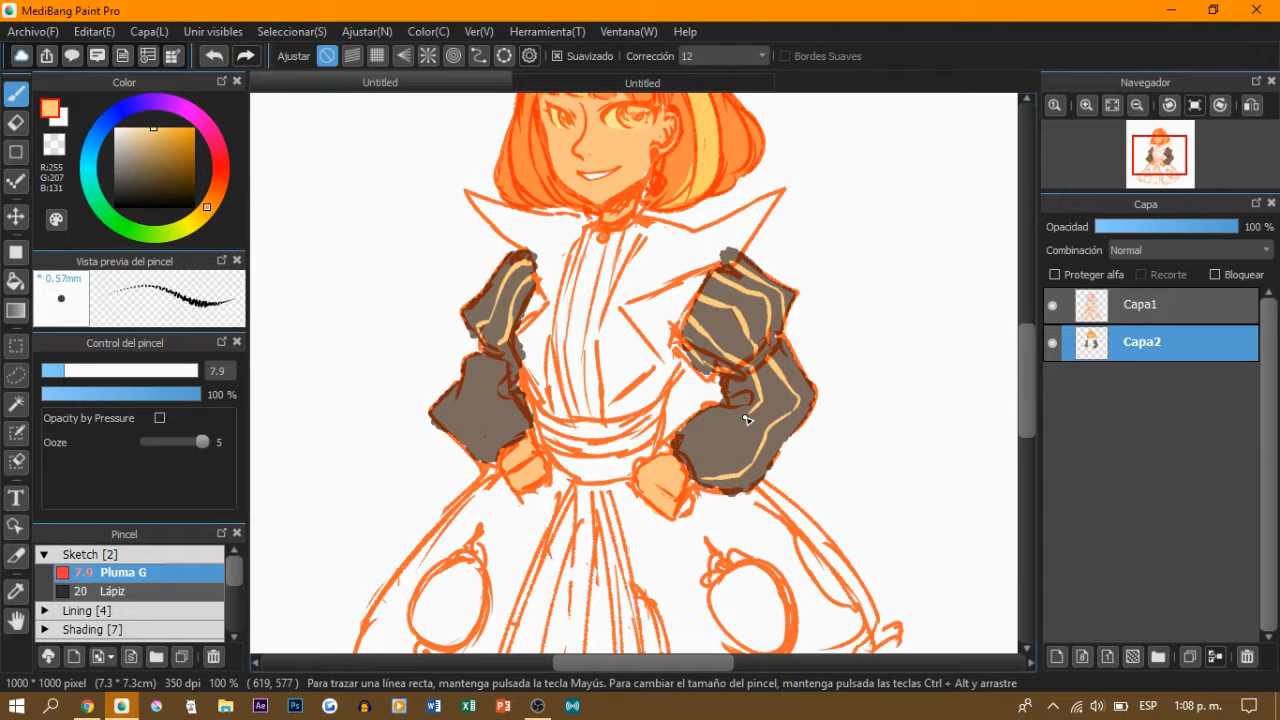 MediBang Paint Pro
Archivo(F) Editar(E) Capa(L) Unir visibles Seleccionar(S) Ajustar(N) Color(C) Ver(V) Herramienta(T) Ventana(W) Help
Ajustar Suavizado Corrección 12 Bordes Suaves
Color
Untitled
Untitled
Navegador
R:255
G:207
B:131
Vista previa del pincel
* 0.57mm
Control del pincel
7.9
100 %
Opacity by Pressure
Ooze 5
Pincel
Sketch [2]
7.9 Pluma G
20 Lápiz
Lining [4]
Shading [7]
Capa
Opacidad 100 %
Combinación Normal
Proteger alfa Recorte Bloquear
Capa1
Capa2
1000 * 1000 pixel (7.3 * 7.3cm) 350 dpi 100 % ( 619, 577 ) Para trazar una línea recta, mantenga pulsada la tecla Mayús. Para cambiar el tamaño del pincel, mantenga pulsadas las teclas Ctrl + Alt y arrastre
ESP 1:08 p. m.